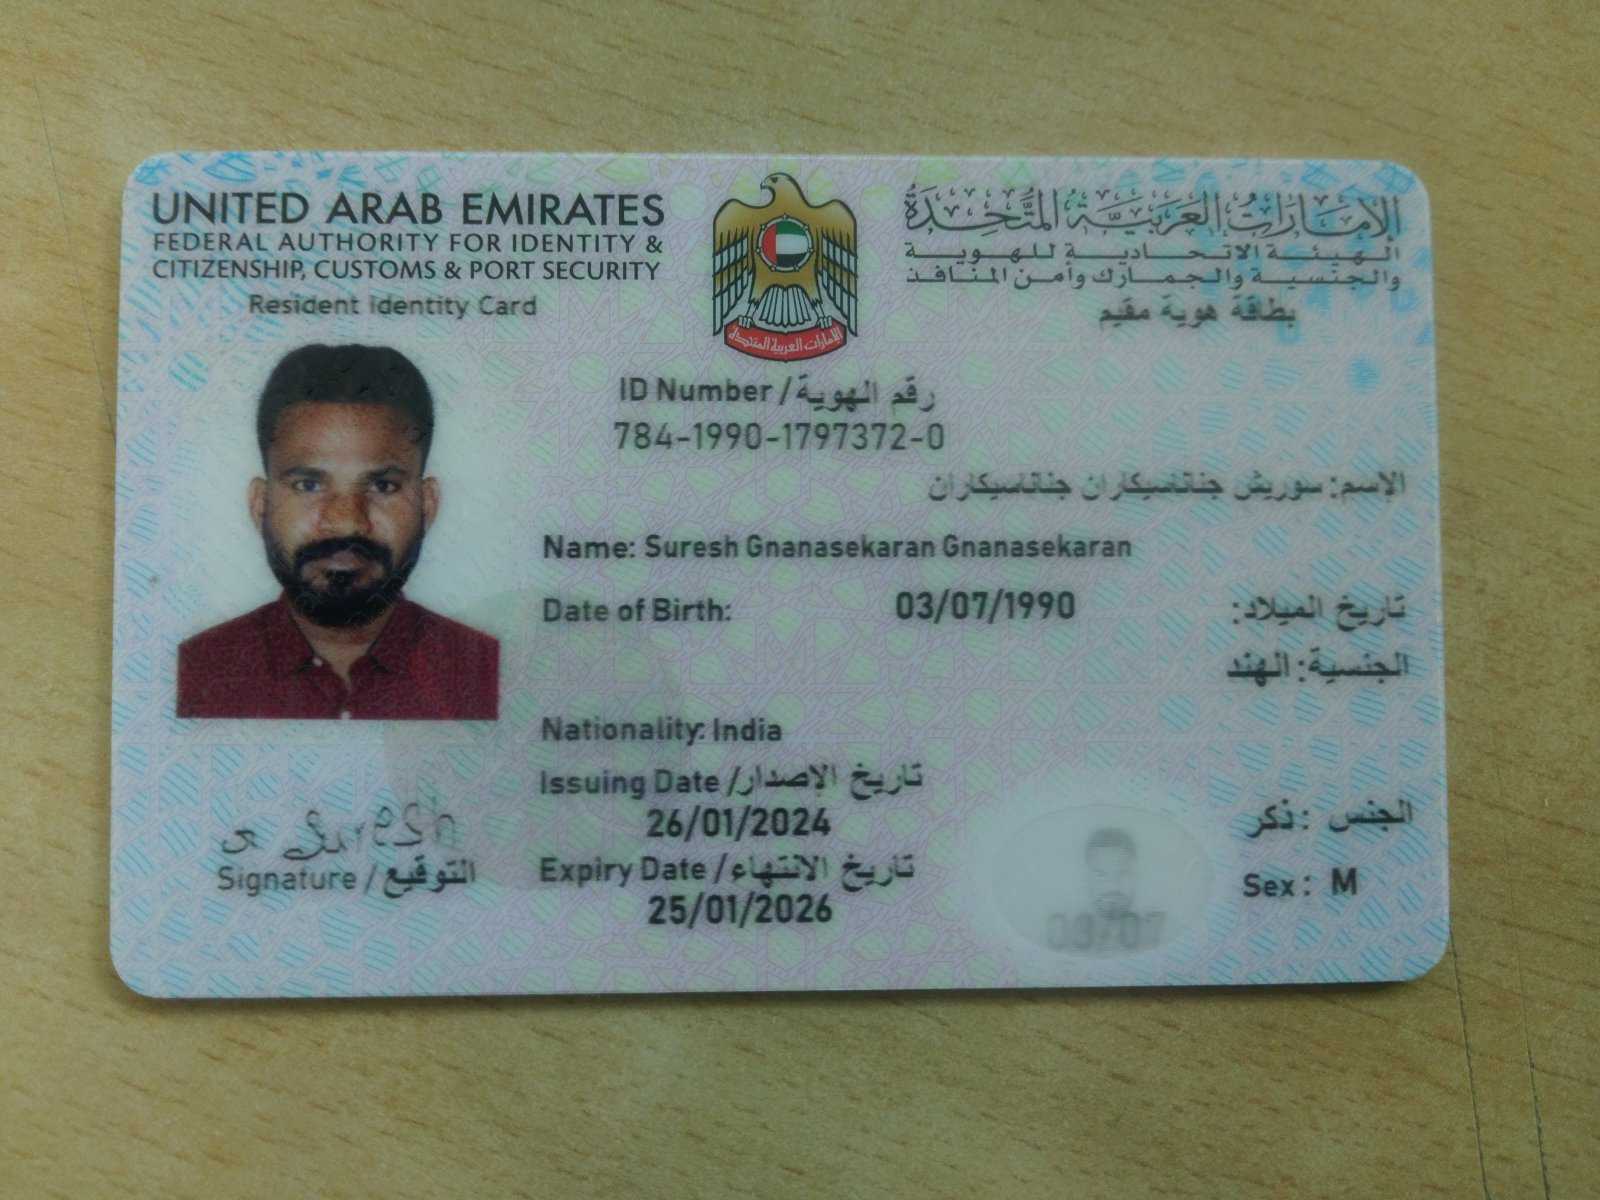 UNITED ARAB EMIRATES
FEDERAL AUTHORITY FOR IDENTITY &
CITIZENSHIP, CUSTOMS & PORT SECURITY
Resident Identity Card
الإمارات العربية المتحدة
الهيئة الاتحادية للهوية
والجنسية والجمارك وأمن المنافذ
بطاقة هوية مقيم
الإمارات العربية المتحدة
ID Number / رقم الهوية
784-1990-1797372-0
الإسم: سوريش جناناسيكاران جناناسيكاران
Name: Suresh Gnanasekaran Gnanasekaran
Date of Birth: 03/07/1990 تاريخ الميلاد:
الجنسية: الهند
Nationality: India
Issuing Date / تاريخ الإصدار
26/01/2024
Expiry Date / تاريخ الانتهاء
25/01/2026
الجنس : ذكر
Sex : M
03/07
Suresh
Signature / التوقيع